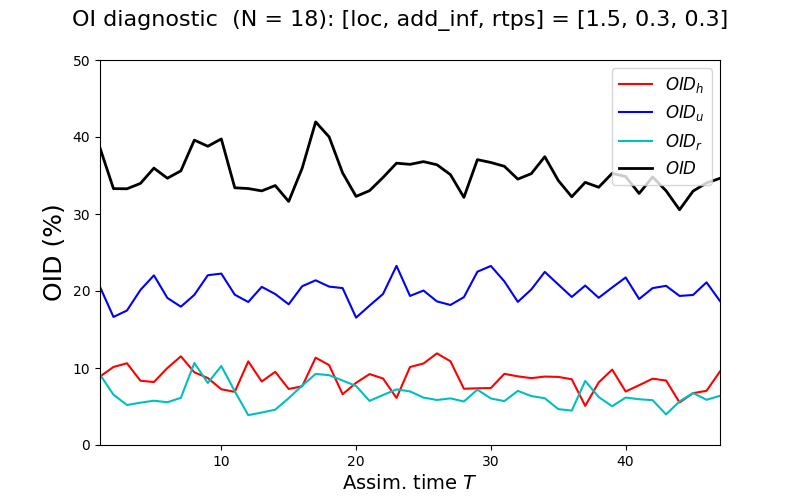 OI diagnostic (N = 18): [loc, add_inf, rtps] = [1.5, 0.3, 0.3]
OID (%)
50
40
30
20
10
0
10 20 30 40
Assim. time T
OID_h
OID_u
OID_r
OID